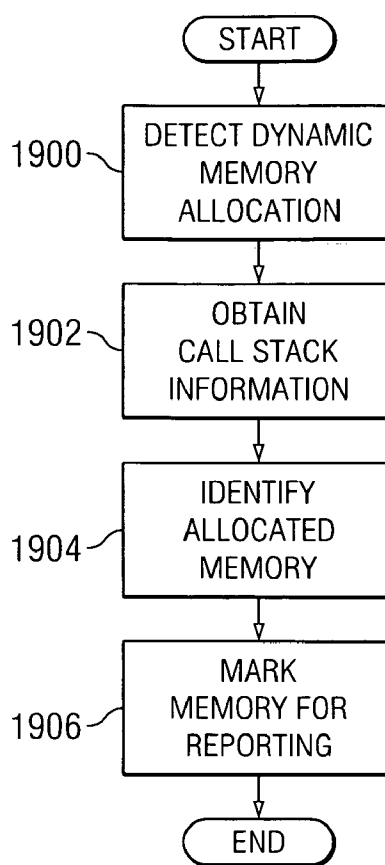 START
1900
DETECT DYNAMIC
MEMORY
ALLOCATION
1902
OBTAIN
CALL STACK
INFORMATION
1904
IDENTIFY
ALLOCATED
MEMORY
1906
MARK
MEMORY FOR
REPORTING
END